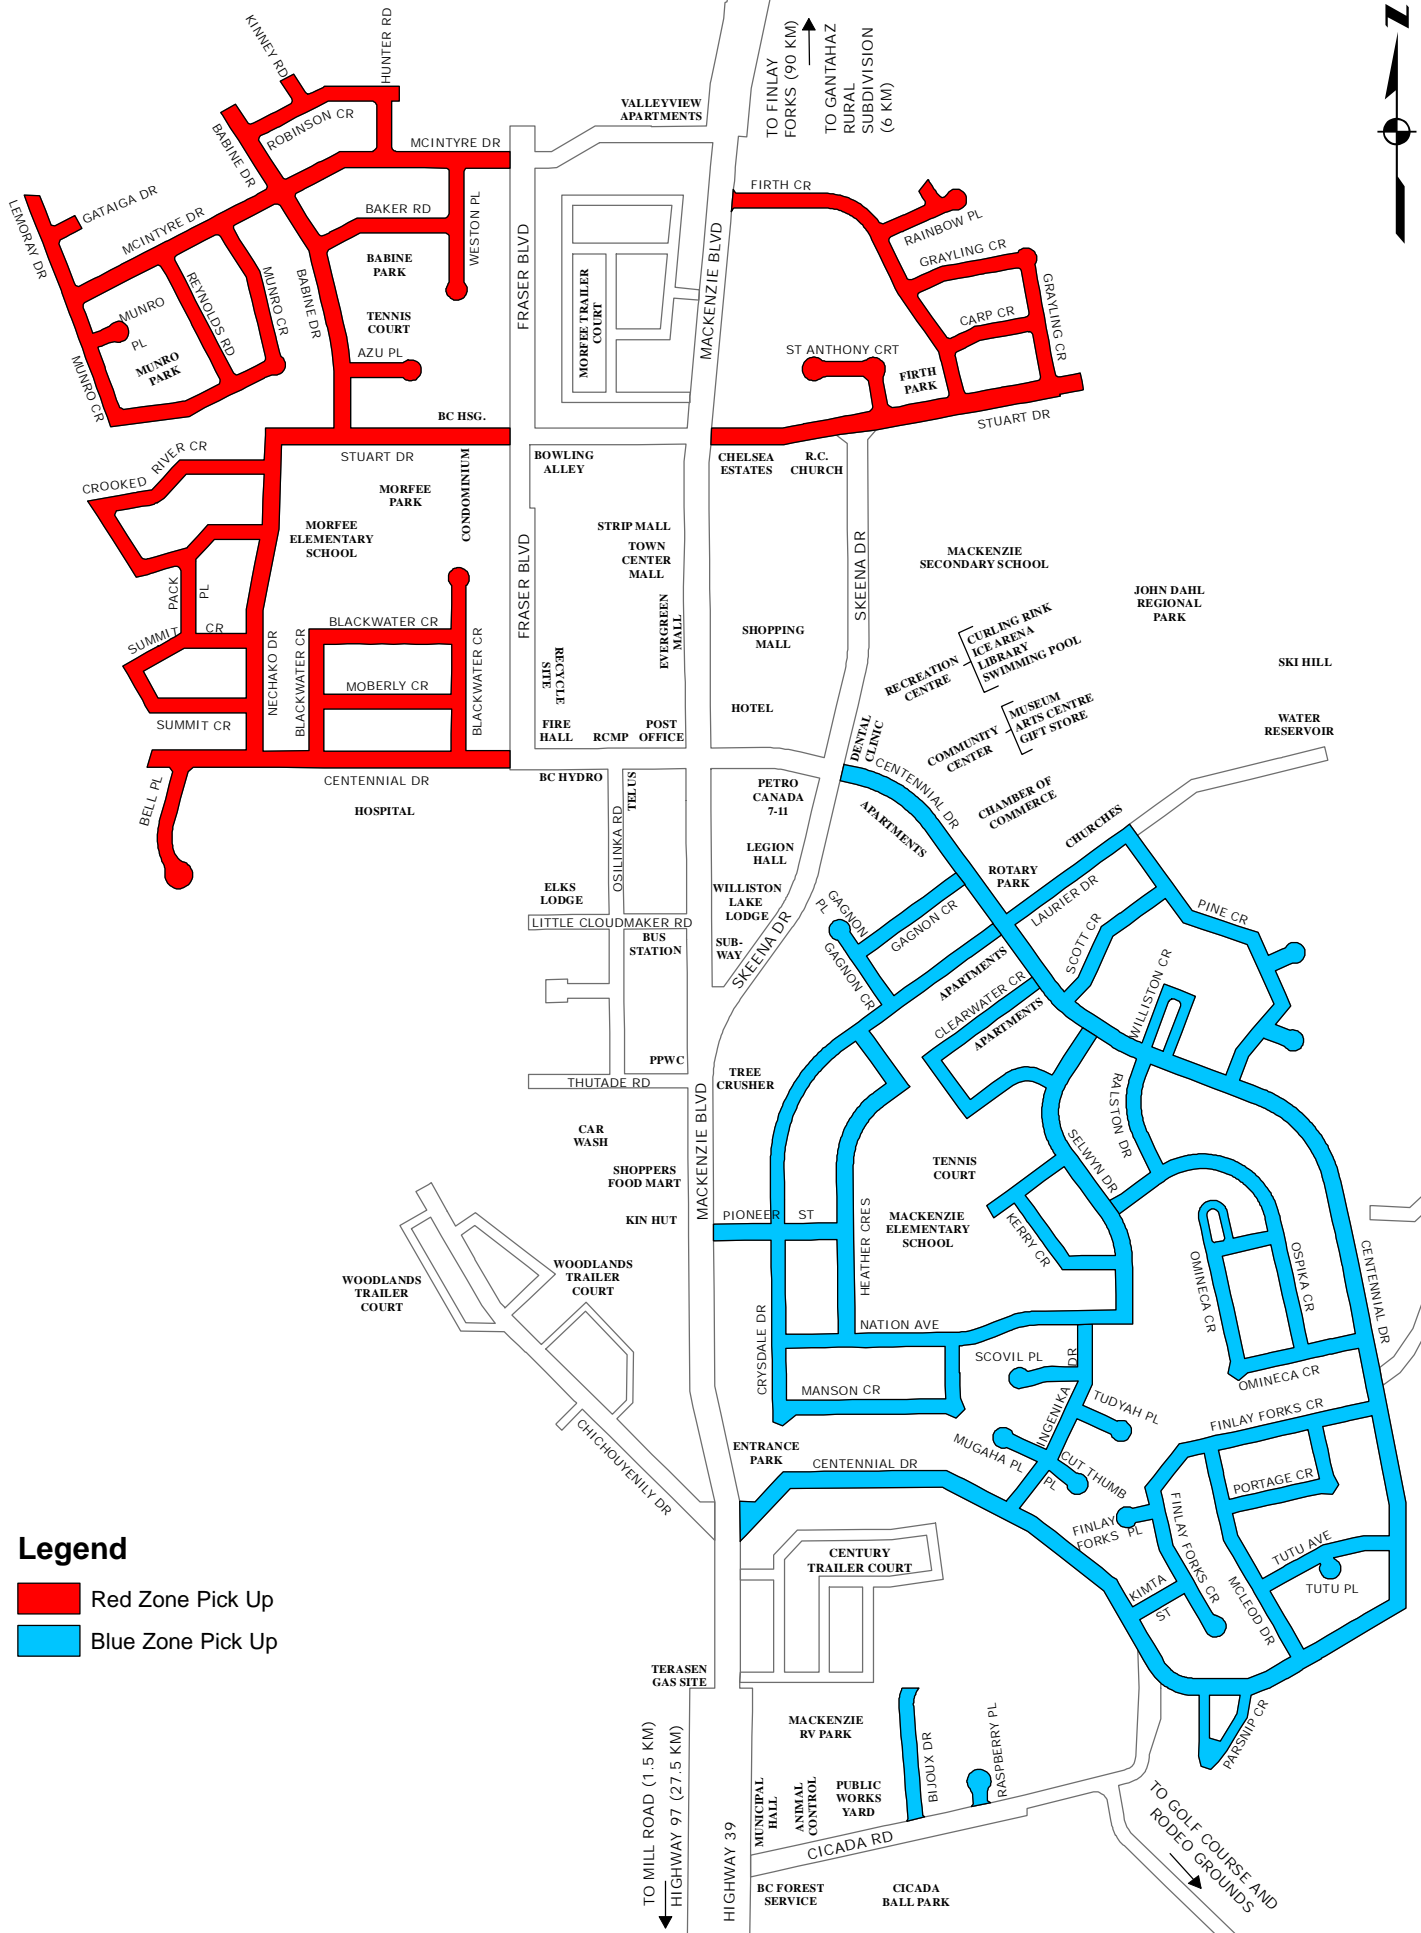 KINNEY RD
HUNTER RD
ROBINSON CR
BABINE DR
MCINTYRE DR
VALLEYVIEW
APARTMENTS
TO FINLAY
FORKS (90 KM)
TO GANTAHAZ
RURAL
SUBDIVISION
(6 KM)
N
LEMORAY DR
GATAIGA DR
MCINTYRE DR
BAKER RD
WESTON PL
BABINE
PARK
TENNIS
COURT
AZU PL
BABINE DR
MUNRO CR
REYNOLDS RD
MUNRO
PL
MUNRO
PARK
MUNRO CR
BC HSG.
FRASER BLVD
MORFEE TRAILER
COURT
MACKENZIE BLVD
FIRTH CR
RAINBOW PL
GRAYLING CR
GRAYLING CR
CARP CR
ST ANTHONY CRT
FIRTH
PARK
STUART DR
CROOKED
RIVER CR
STUART DR
MORFEE
PARK
CONDOMINIUM
MORFEE
ELEMENTARY
SCHOOL
BOWLING
ALLEY
CHELSEA
ESTATES
R.C.
CHURCH
STRIP MALL
TOWN
CENTER
MALL
FRASER BLVD
SKEENA DR
MACKENZIE
SECONDARY SCHOOL
JOHN DAHL
REGIONAL
PARK
PACK
PL
SUMMIT
CR
SUMMIT CR
NECHAKO DR
BLACKWATER CR
BLACKWATER CR
MOBERLY CR
BLACKWATER CR
RECYCLE
SITE
EVERGREEN
MALL
SHOPPING
MALL
HOTEL
RECREATION
CENTRE
CURLING RINK
ICE ARENA
LIBRARY
SWIMMING POOL
COMMUNITY
CENTER
MUSEUM
ARTS CENTRE
GIFT STORE
SKI HILL
WATER
RESERVOIR
FIRE
HALL
RCMP
POST
OFFICE
DENTAL
CLINIC
BELL PL
CENTENNIAL DR
HOSPITAL
BC HYDRO
TELUS
OSILINKA RD
PETRO
CANADA
7-11
LEGION
HALL
CENTENNIAL DR
APARTMENTS
CHAMBER OF
COMMERCE
CHURCHES
ROTARY
PARK
ELKS
LODGE
LITTLE CLOUDMAKER RD
BUS
STATION
WILLISTON
LAKE
LODGE
SUB-
WAY
SKEENA DR
GAGNON
PL
GAGNON CR
GAGNON CR
LAURIER DR
SCOTT CR
PINE CR
WILLISTON CR
APARTMENTS
CLEARWATER CR
APARTMENTS
PPWC
THUTADE RD
TREE
CRUSHER
CAR
WASH
SHOPPERS
FOOD MART
KIN HUT
MACKENZIE BLVD
PIONEER ST
HEATHER CRES
TENNIS
COURT
MACKENZIE
ELEMENTARY
SCHOOL
RALSTON DR
SELWYN DR
KERRY CR
OMINECA CR
OSPIKA CR
CENTENNIAL DR
OMINECA CR
WOODLANDS
TRAILER
COURT
WOODLANDS
TRAILER
COURT
CRYSDALE DR
NATION AVE
MANSON CR
SCOVIL PL
INGENIKA
DR
TUDYAH PL
MUGAHA PL
CUT THUMB
PL
FINLAY FORKS CR
PORTAGE CR
FINLAY
FORKS PL
FINLAY FORKS CR
TUTU AVE
TUTU PL
KIMTA
ST
MCLEOD DR
PARSNIP CR
CHICHOUYENILY DR
ENTRANCE
PARK
CENTENNIAL DR
CENTURY
TRAILER COURT
TERASEN
GAS SITE
Legend
Red Zone Pick Up
Blue Zone Pick Up
MACKENZIE
RV PARK
BIJOUX DR
RASPBERRY PL
MUNICIPAL
HALL
ANIMAL
CONTROL
PUBLIC
WORKS
YARD
CICADA RD
TO MILL ROAD (1.5 KM)
HIGHWAY 97 (27.5 KM)
HIGHWAY 39
BC FOREST
SERVICE
CICADA
BALL PARK
TO GOLF COURSE AND
RODEO GROUNDS